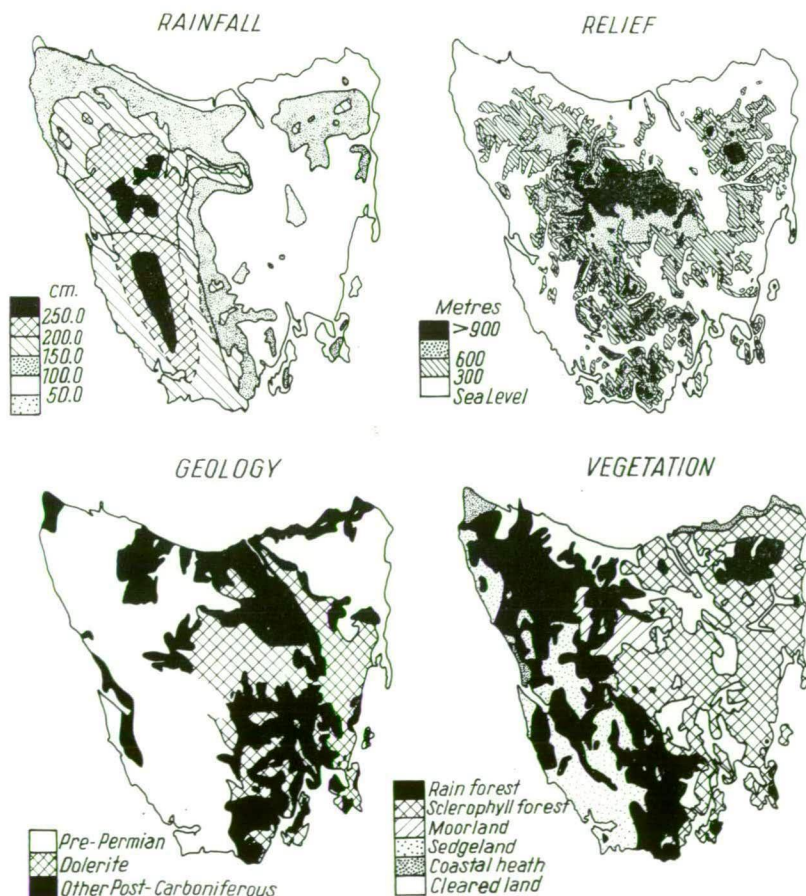 RAINFALL
cm.
250.0
200.0
150.0
100.0
50.0
RELIEF
Metres
>900
600
300
Sea Level
GEOLOGY
Pre-Permian
Dolerite
Other Post-Carboniferous
VEGETATION
Rain forest
Sclerophyll forest
Moorland
Sedgeland
Coastal heath
Cleared land